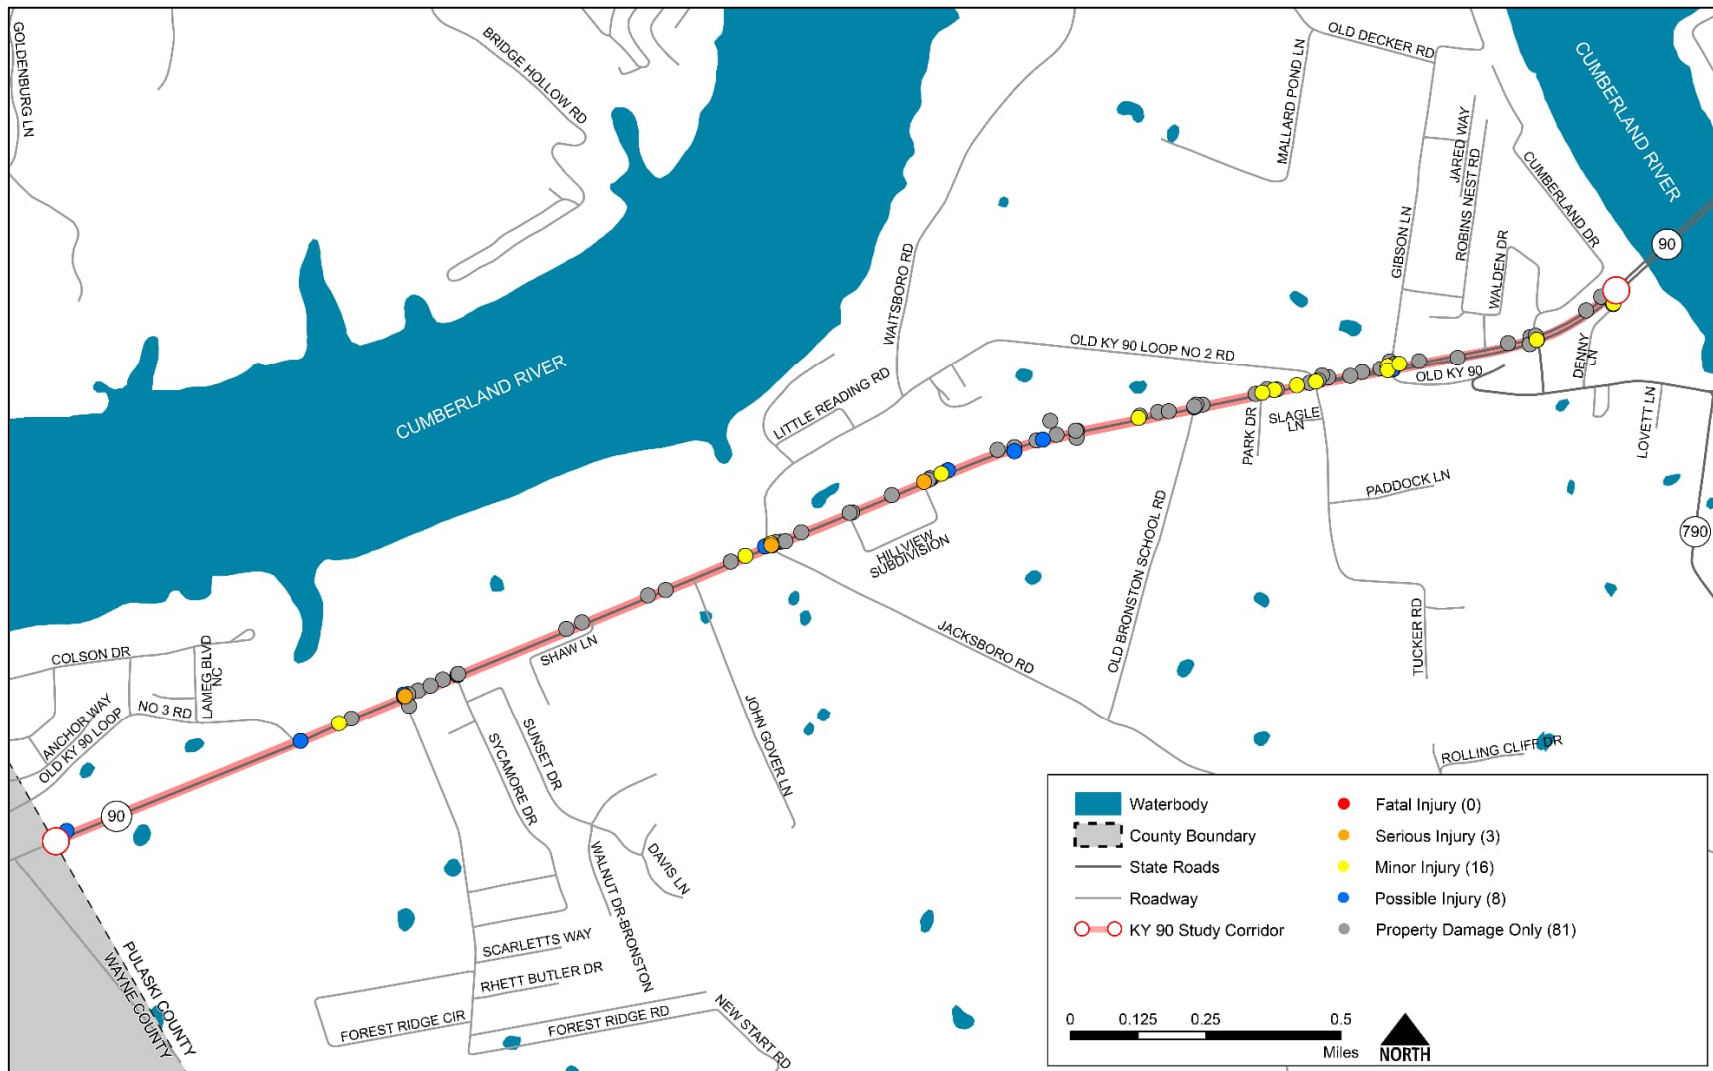 GOLDENBURG LN
BRIDGE HOLLOW RD
OLD DECKER RD
MALLARD POND LN
CUMBERLAND RIVER
JARED WAY
ROBINS NEST RD
CUMBERLAND DR
GIBSON LN
WALDEN DR
90
WAITSBORO RD
OLD KY 90 LOOP NO 2 RD
DENNY
LN
OLD KY 90
CUMBERLAND RIVER
LITTLE READING RD
PARK DR
SLAGLE
LN
LOVETT LN
PADDOCK LN
790
HILLVIEW
SUBDIVISION
OLD BRONSTON SCHOOL RD
JACKSBORO RD
TUCKER RD
SHAW LN
COLSON DR
LAMEG BLVD
NC
NO 3 RD
ANCHOR WAY
OLD KY 90 LOOP
JOHN GOVER LN
SUNSET DR
SYCAMORE DR
ROLLING CLIFF DR
90
WALNUT DR-BRONSTON
DAVIS LN
SCARLETTS WAY
RHETT BUTLER DR
FOREST RIDGE CIR
FOREST RIDGE RD
NEW START RD
PULASKI COUNTY
WAYNE COUNTY
Waterbody
County Boundary
State Roads
Roadway
KY 90 Study Corridor
Fatal Injury (0)
Serious Injury (3)
Minor Injury (16)
Possible Injury (8)
Property Damage Only (81)
0 0.125 0.25 0.5
Miles
NORTH